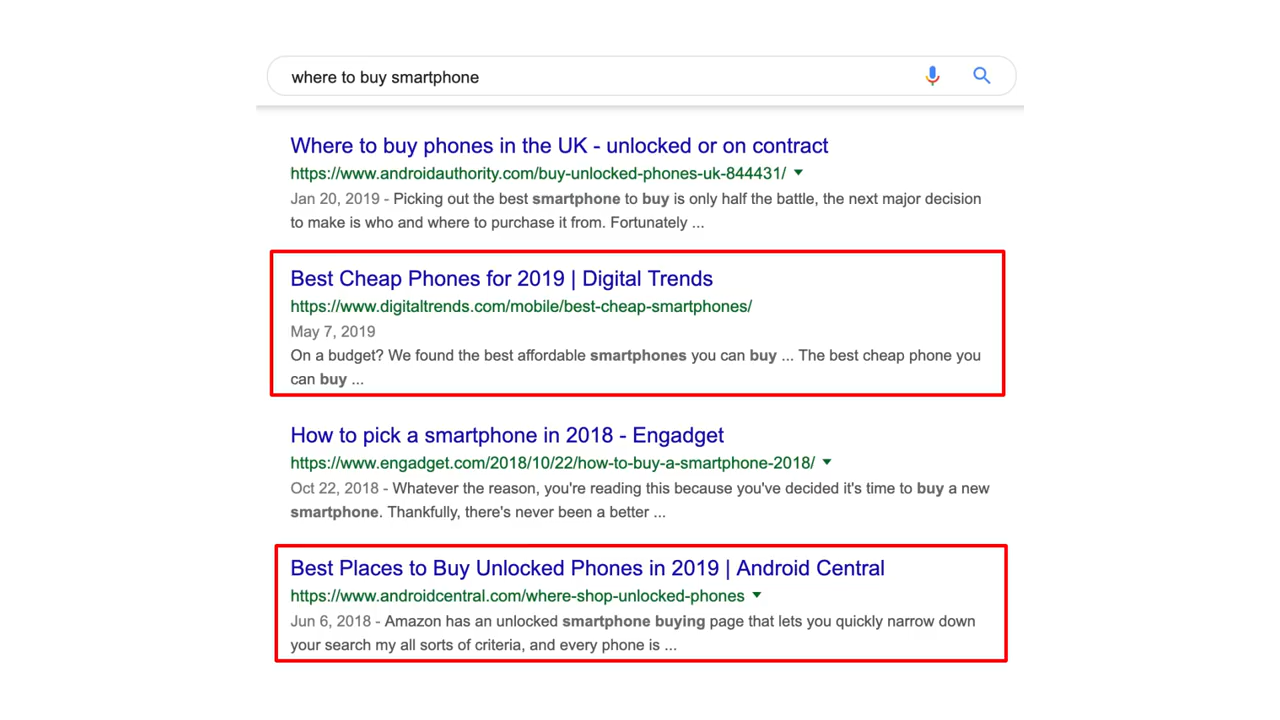 where to buy smartphone
Where to buy phones in the UK - unlocked or on contract
https://www.androidauthority.com/buy-unlocked-phones-uk-844431/
Jan 20, 2019 - Picking out the best smartphone to buy is only half the battle, the next major decision
to make is who and where to purchase it from. Fortunately ...
Best Cheap Phones for 2019 | Digital Trends
https://www.digitaltrends.com/mobile/best-cheap-smartphones/
May 7, 2019
On a budget? We found the best affordable smartphones you can buy ... The best cheap phone you
can buy ...
How to pick a smartphone in 2018 - Engadget
https://www.engadget.com/2018/10/22/how-to-buy-a-smartphone-2018/
Oct 22, 2018 - Whatever the reason, you're reading this because you've decided it's time to buy a new
smartphone. Thankfully, there's never been a better ...
Best Places to Buy Unlocked Phones in 2019 | Android Central
https://www.androidcentral.com/where-shop-unlocked-phones
Jun 6, 2018 - Amazon has an unlocked smartphone buying page that lets you quickly narrow down
your search my all sorts of criteria, and every phone is ...